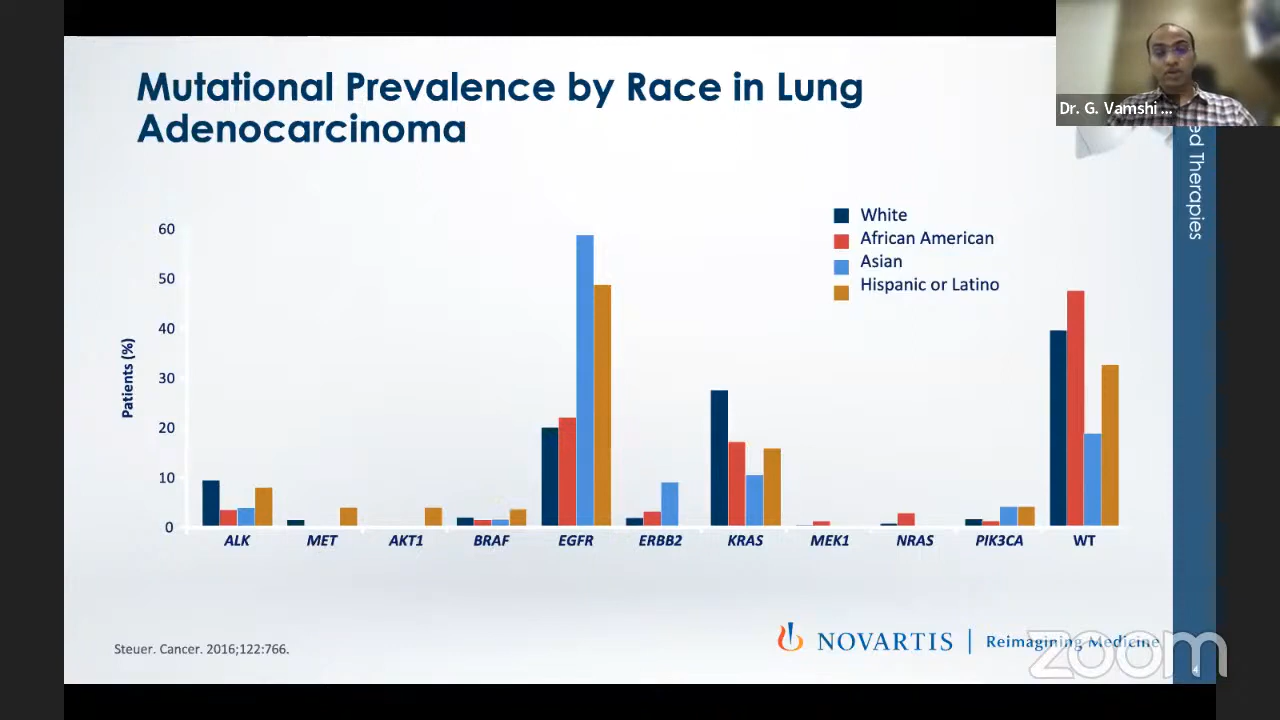 Mutational Prevalence by Race in Lung
Adenocarcinoma
Dr. G. Vamshi ...
ed Therapies
White
African American
Asian
Hispanic or Latino
Patients (%)
60
50
40
30
20
10
0
ALK MET AKT1 BRAF EGFR ERBB2 KRAS MEK1 NRAS PIK3CA WT
Steuer. Cancer. 2016;122:766.
NOVARTIS | Reimagining Medicine
zoom
4